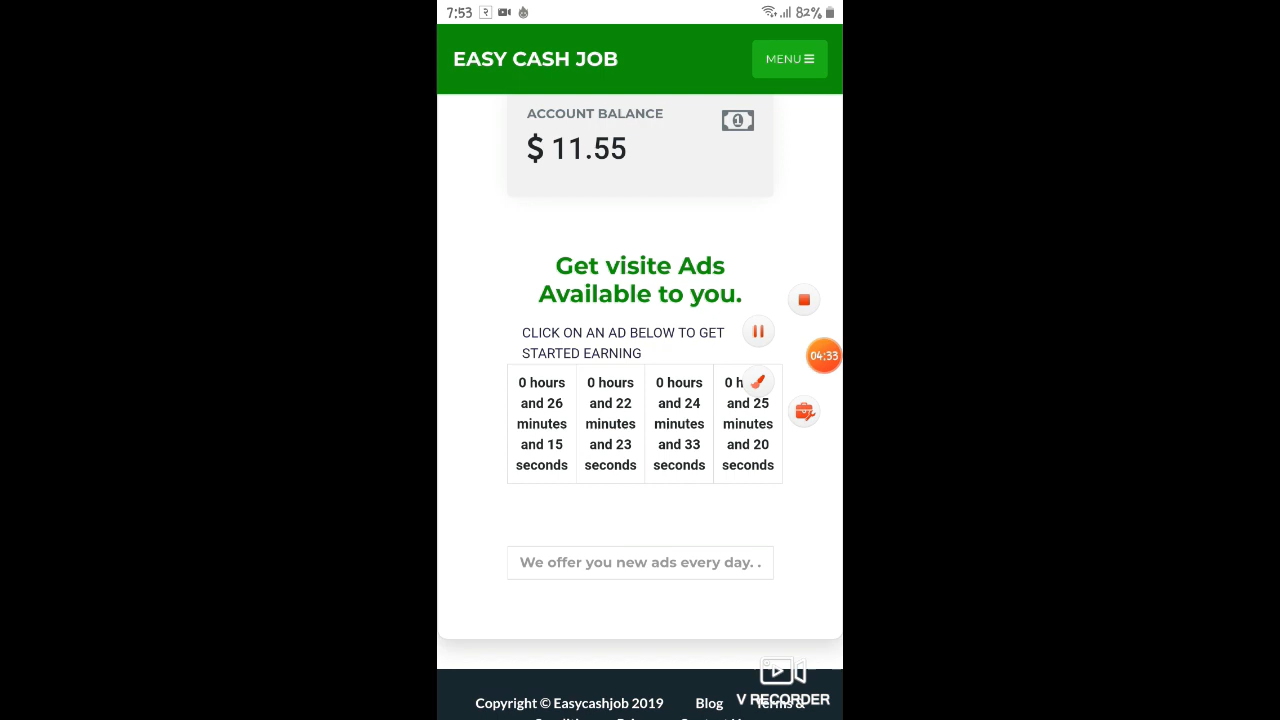 7:53 २ 82%
EASY CASH JOB MENU
ACCOUNT BALANCE
$ 11.55
Get visite Ads
Available to you.
CLICK ON AN AD BELOW TO GET
STARTED EARNING
04:33
0 hours 0 hours 0 hours 0
and 26 and 22 and 24 and 25
minutes minutes minutes minutes
and 15 and 23 and 33 and 20
seconds seconds seconds seconds
We offer you new ads every day. .
Copyright © Easycashjob 2019 Blog Terms &
V RECORDER